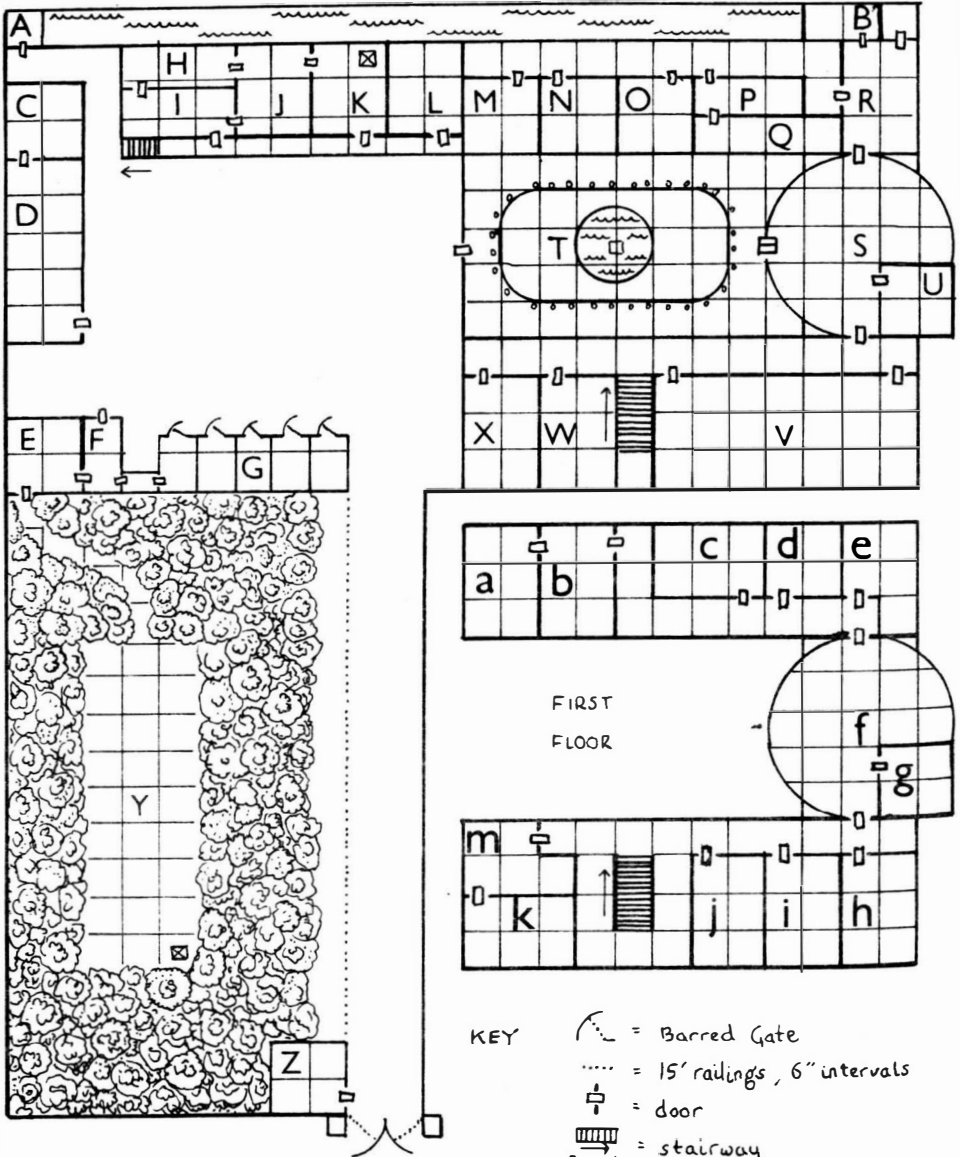 A
B
H
C
I
J
K
L
M
N
O
P
R
Q
D
T
S
U
E
F
G
X
W
V
a
b
c
d
e
FIRST
FLOOR
f
g
Y
m
k
j
i
h
Z
KEY
= Barred Gate
= 15' railings, 6" intervals
= door
= stairway